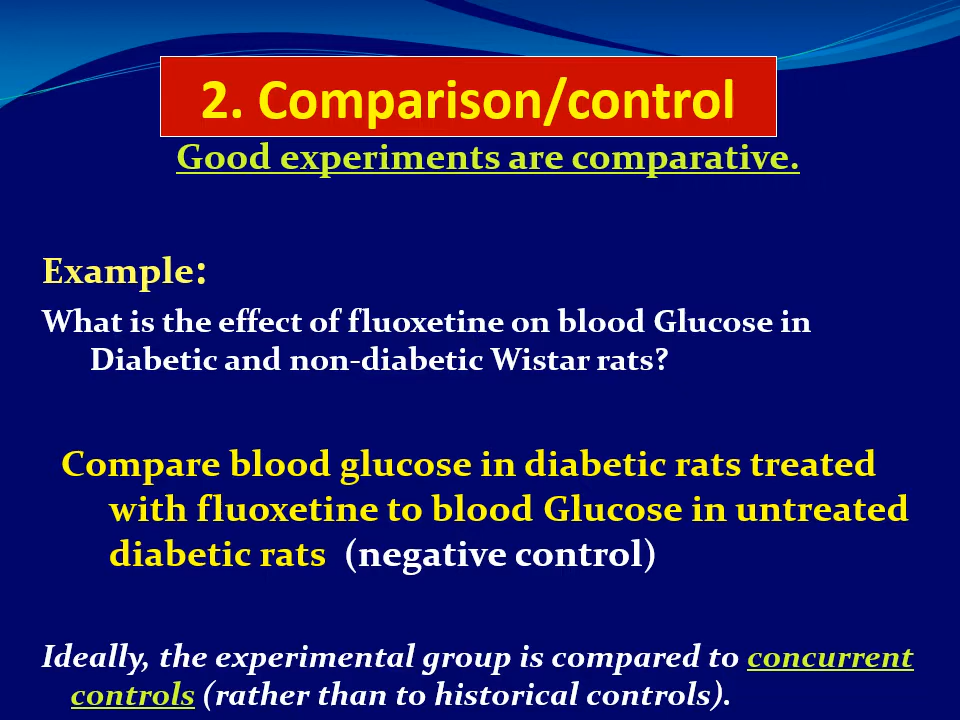 2. Comparison/control
Good experiments are comparative.
Example:
What is the effect of fluoxetine on blood Glucose in
Diabetic and non-diabetic Wistar rats?
Compare blood glucose in diabetic rats treated
with fluoxetine to blood Glucose in untreated
diabetic rats (negative control)
Ideally, the experimental group is compared to concurrent
controls (rather than to historical controls).